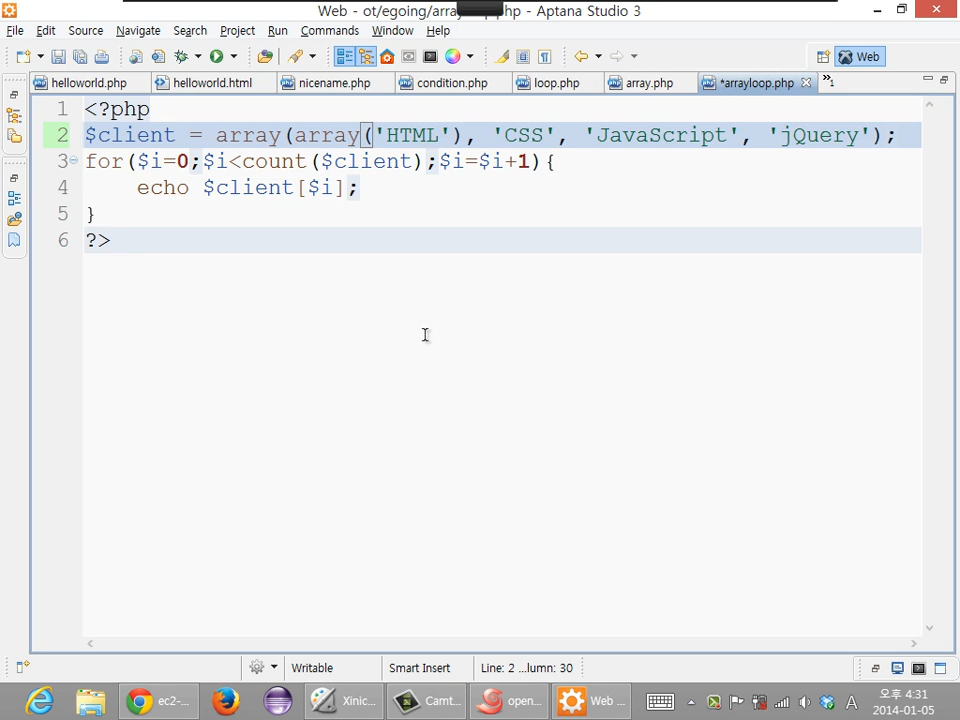 Web - ot/egoing/array p.php - Aptana Studio 3
File Edit Source Navigate Search Project Run Commands Window Help
Web
helloworld.php helloworld.html nicename.php condition.php loop.php array.php *arrayloop.php »1
1 <?php
2 $client = array(array('HTML'), 'CSS', 'JavaScript', 'jQuery');
3 for($i=0;$i<count($client);$i=$i+1){
4 echo $client[$i];
5 }
6 ?>
Writable Smart Insert Line: 2 ...lumn: 30
ec2-... Xinic... Camt... open... Web ... A 오후 4:31
2014-01-05